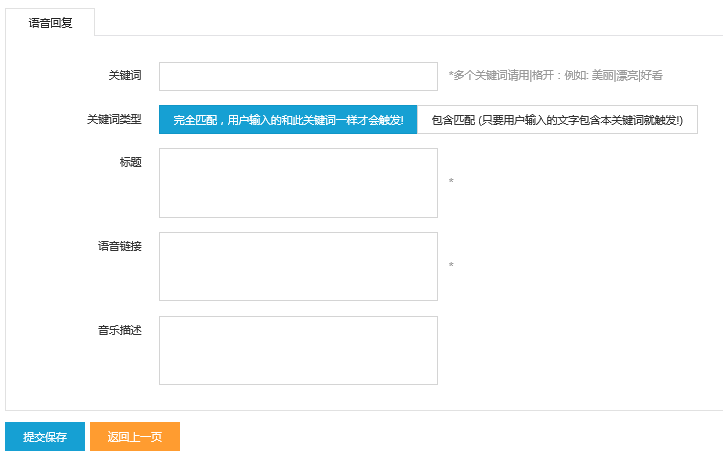 语音回复
关键词
*多个关键词请用|格开：例如: 美丽|漂亮|好看
关键词类型
完全匹配，用户输入的和此关键词一样才会触发!
包含匹配 (只要用户输入的文字包含本关键词就触发!)
标题
*
语音链接
*
音乐描述
提交保存
返回上一页